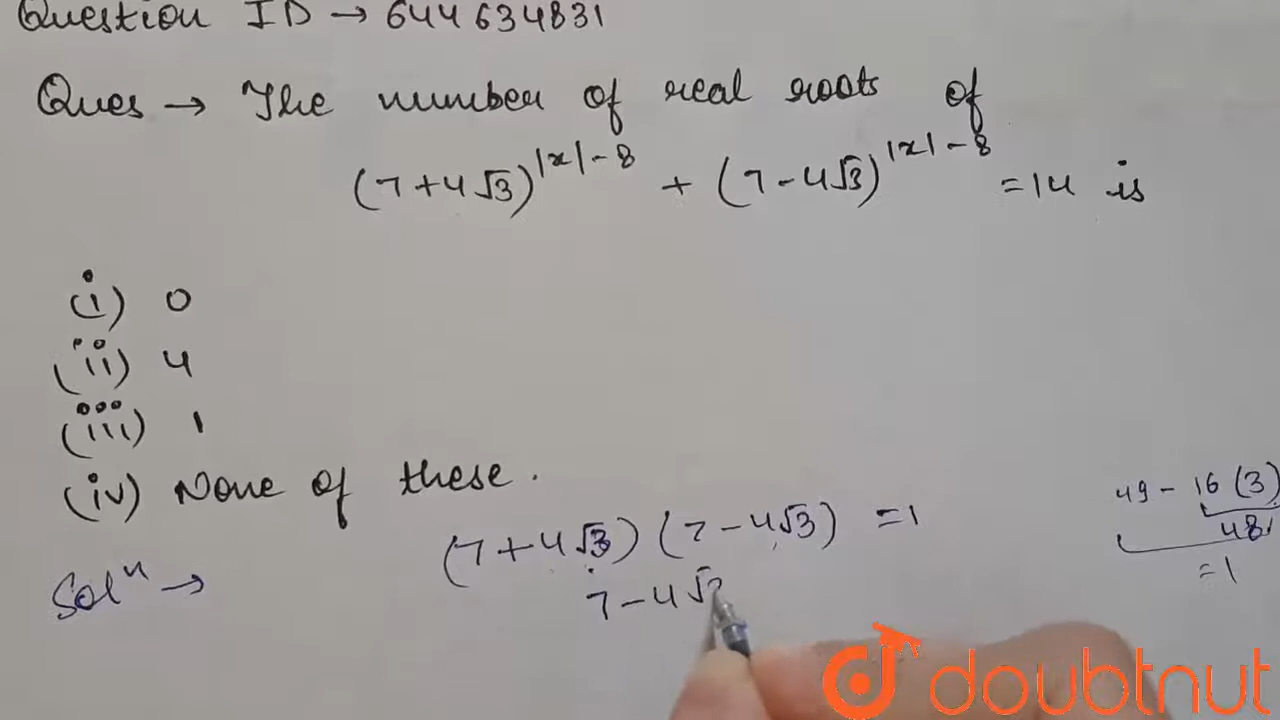 Question ID → 644634831
Ques → The number of real roots of
(7+4√3)^|x|-8 + (7-4√3)^|x|-8 = 14 is
(i) 0
(ii) 4
(iii) 1
(iv) None of these.
Solⁿ → (7+4√3) (7-4√3) = 1
7-4√
49 - 16 (3)
48
= 1
doubtnut